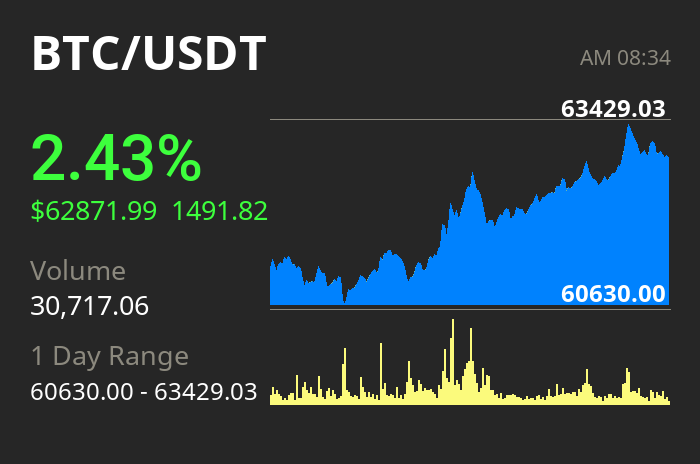 BTC/USDT
AM 08:34
63429.03
2.43%
$62871.99 1491.82
Volume
30,717.06
60630.00
1 Day Range
60630.00 - 63429.03